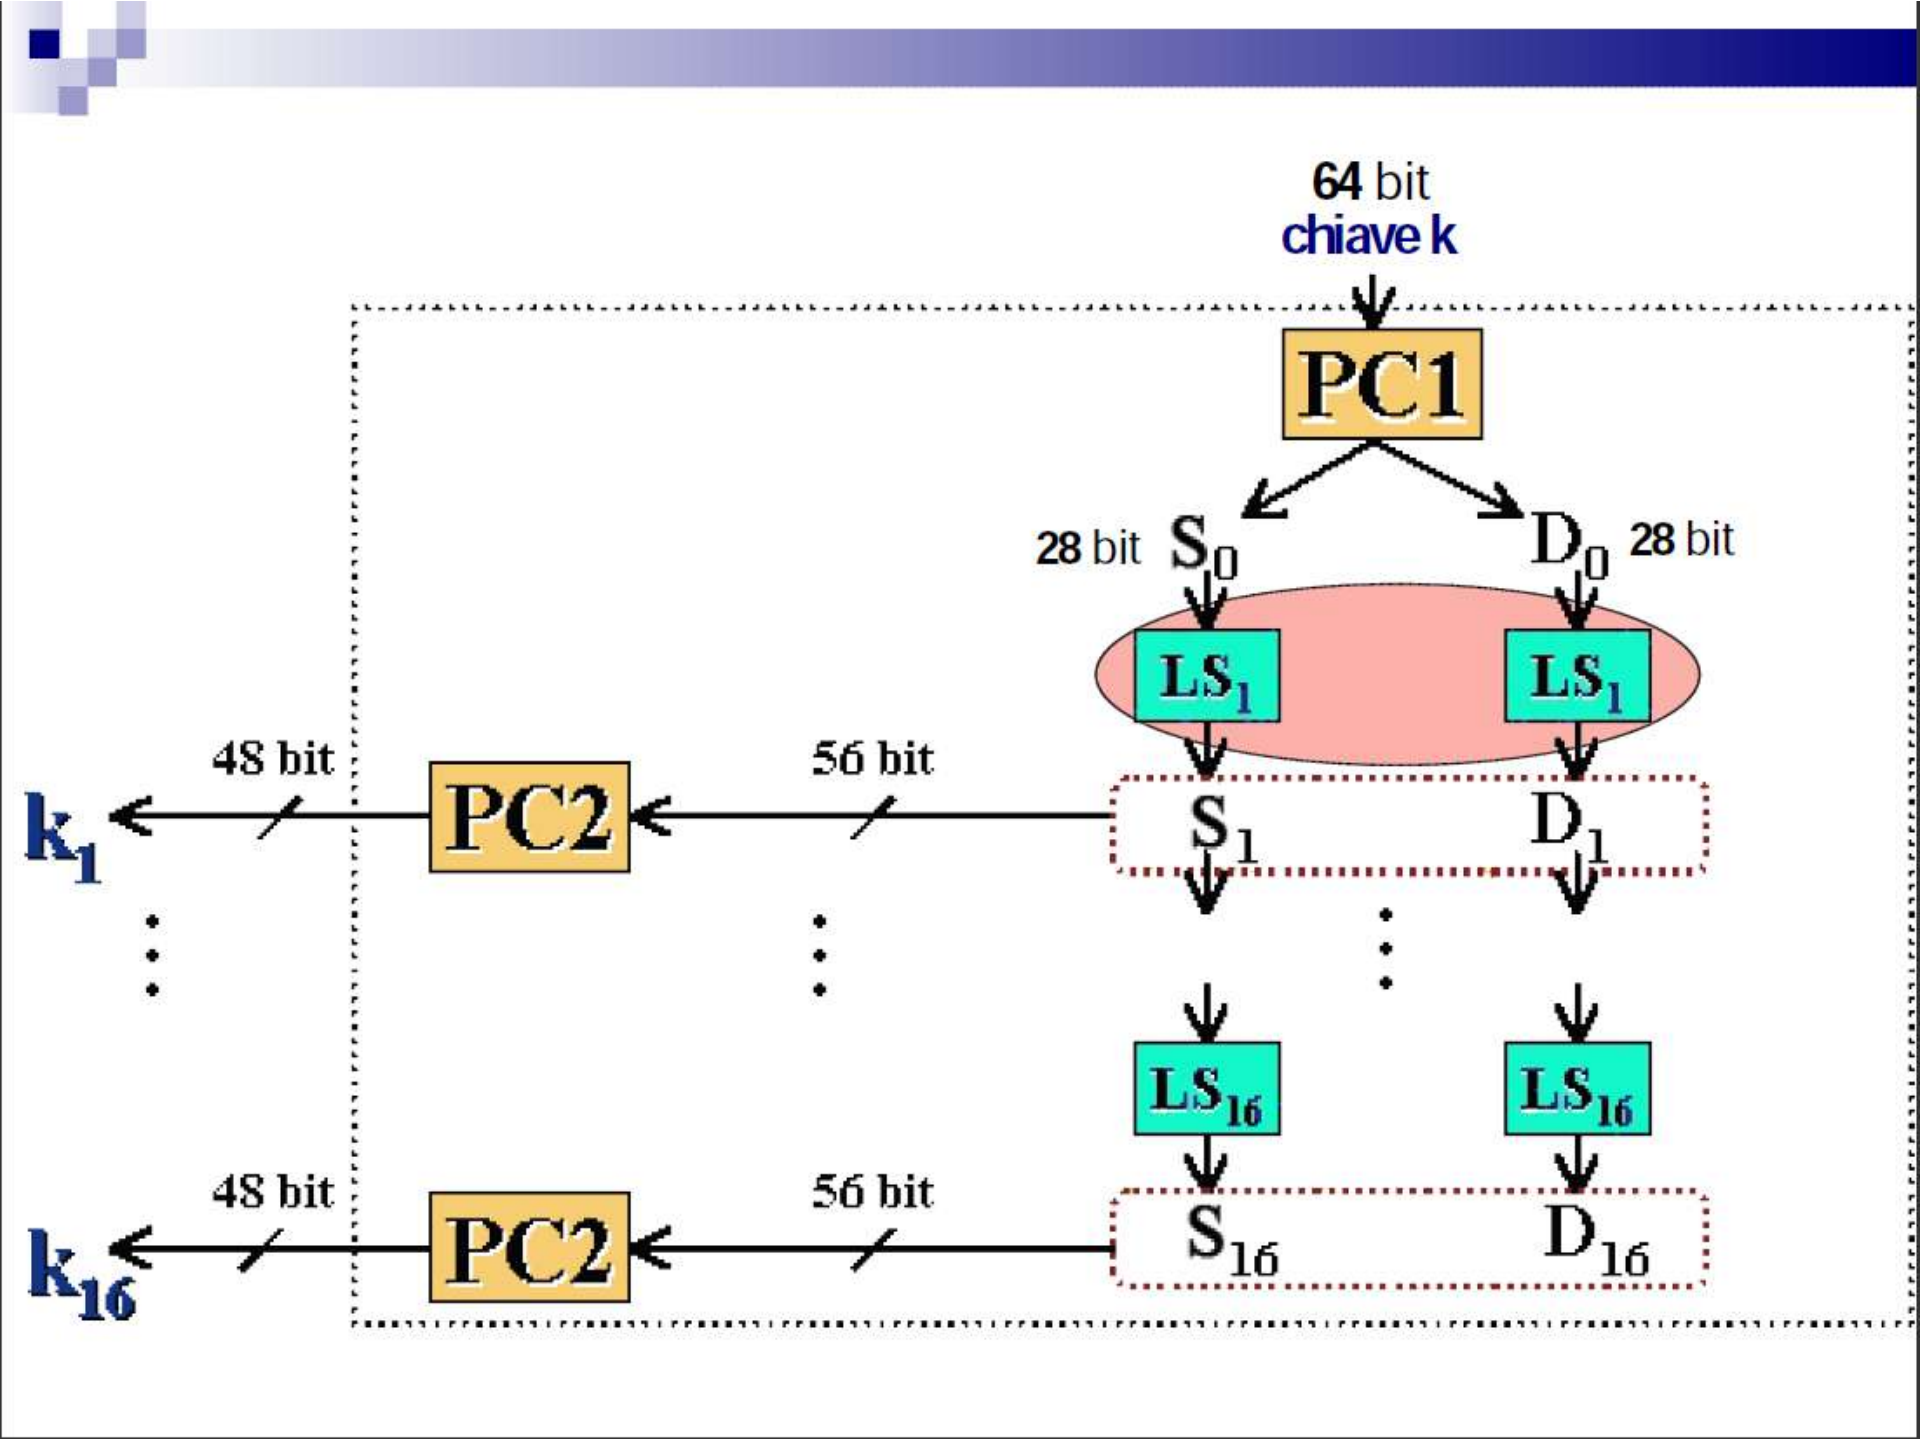 64 bit
chiave k
PC1
28 bit S0 D0 28 bit
LS1 LS1
48 bit 56 bit
k1 PC2 S1 D1
LS16 LS16
48 bit 56 bit
k16 PC2 S16 D16